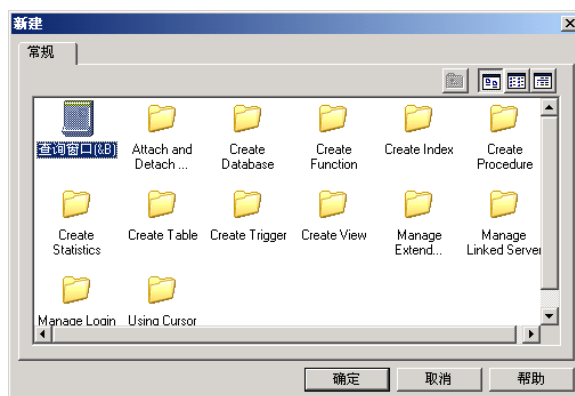 新建
常规
查询窗口(&B)
Attach and Detach ...
Create Database
Create Function
Create Index
Create Procedure
Create Statistics
Create Table
Create Trigger
Create View
Manage Extend...
Manage Linked Server
Manage Login
Using Cursor
确定
取消
帮助